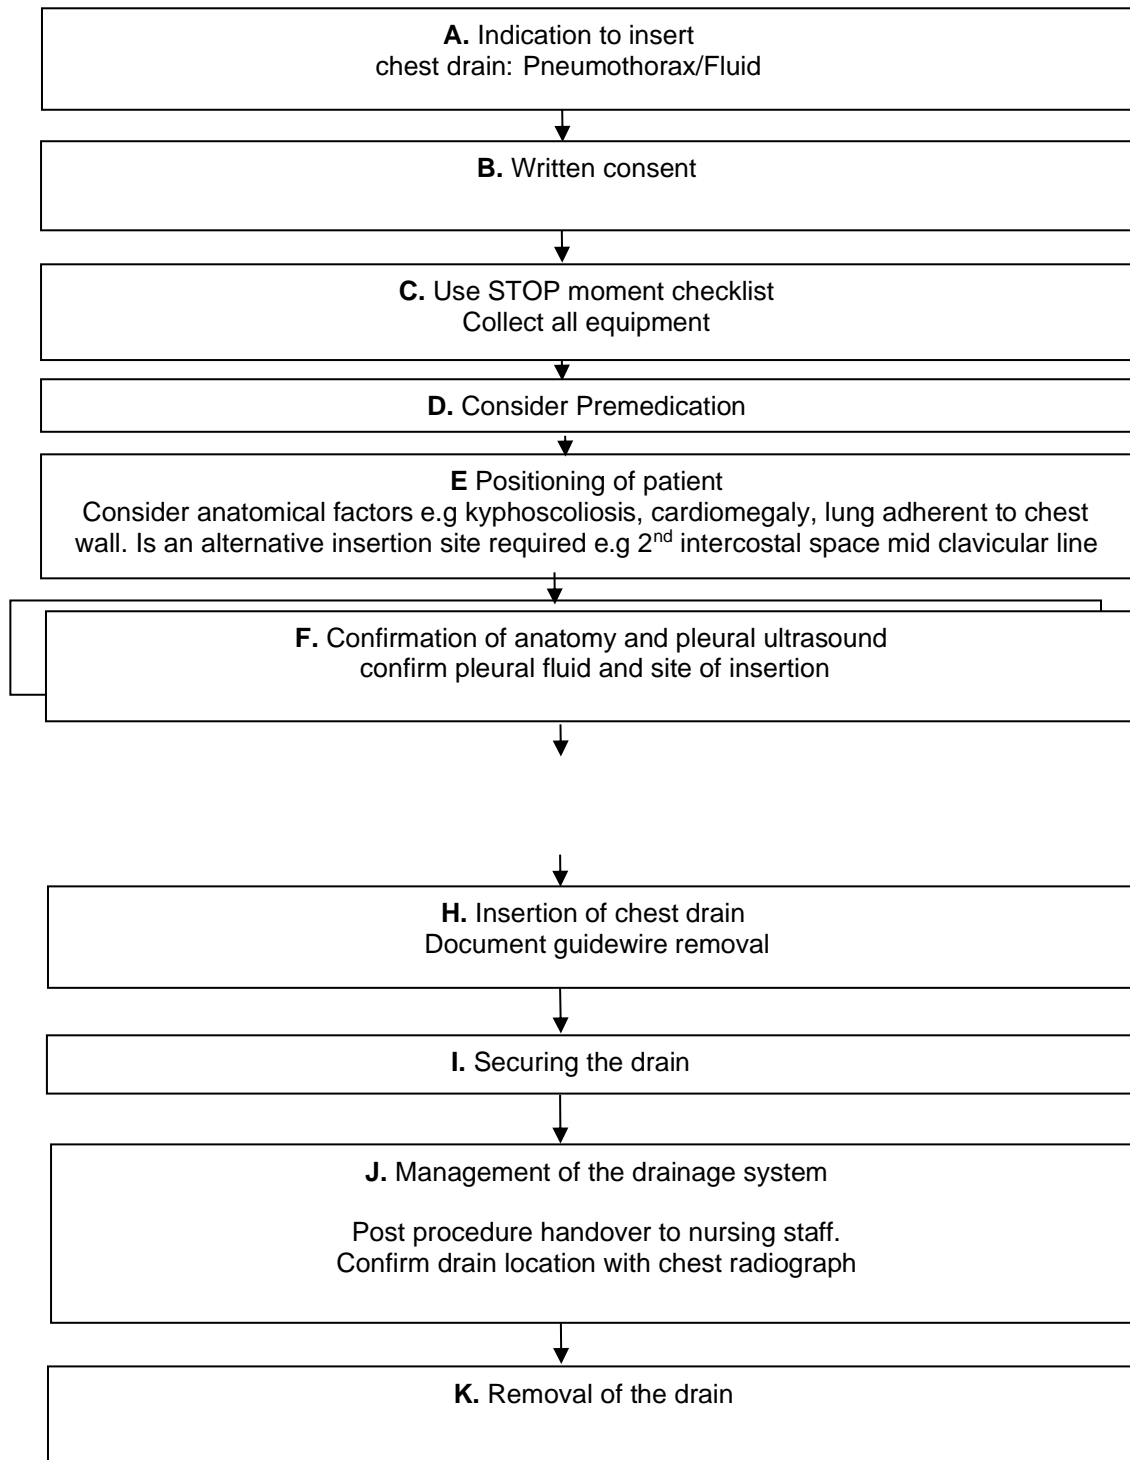 A. Indication to insert
chest drain: Pneumothorax/Fluid
B. Written consent
C. Use STOP moment checklist
Collect all equipment
D. Consider Premedication
E Positioning of patient
Consider anatomical factors e.g kyphoscoliosis, cardiomegaly, lung adherent to chest
wall. Is an alternative insertion site required e.g 2nd intercostal space mid clavicular line
F. Confirmation of anatomy and pleural ultrasound
confirm pleural fluid and site of insertion
H. Insertion of chest drain
Document guidewire removal
I. Securing the drain
J. Management of the drainage system
Post procedure handover to nursing staff.
Confirm drain location with chest radiograph
K. Removal of the drain